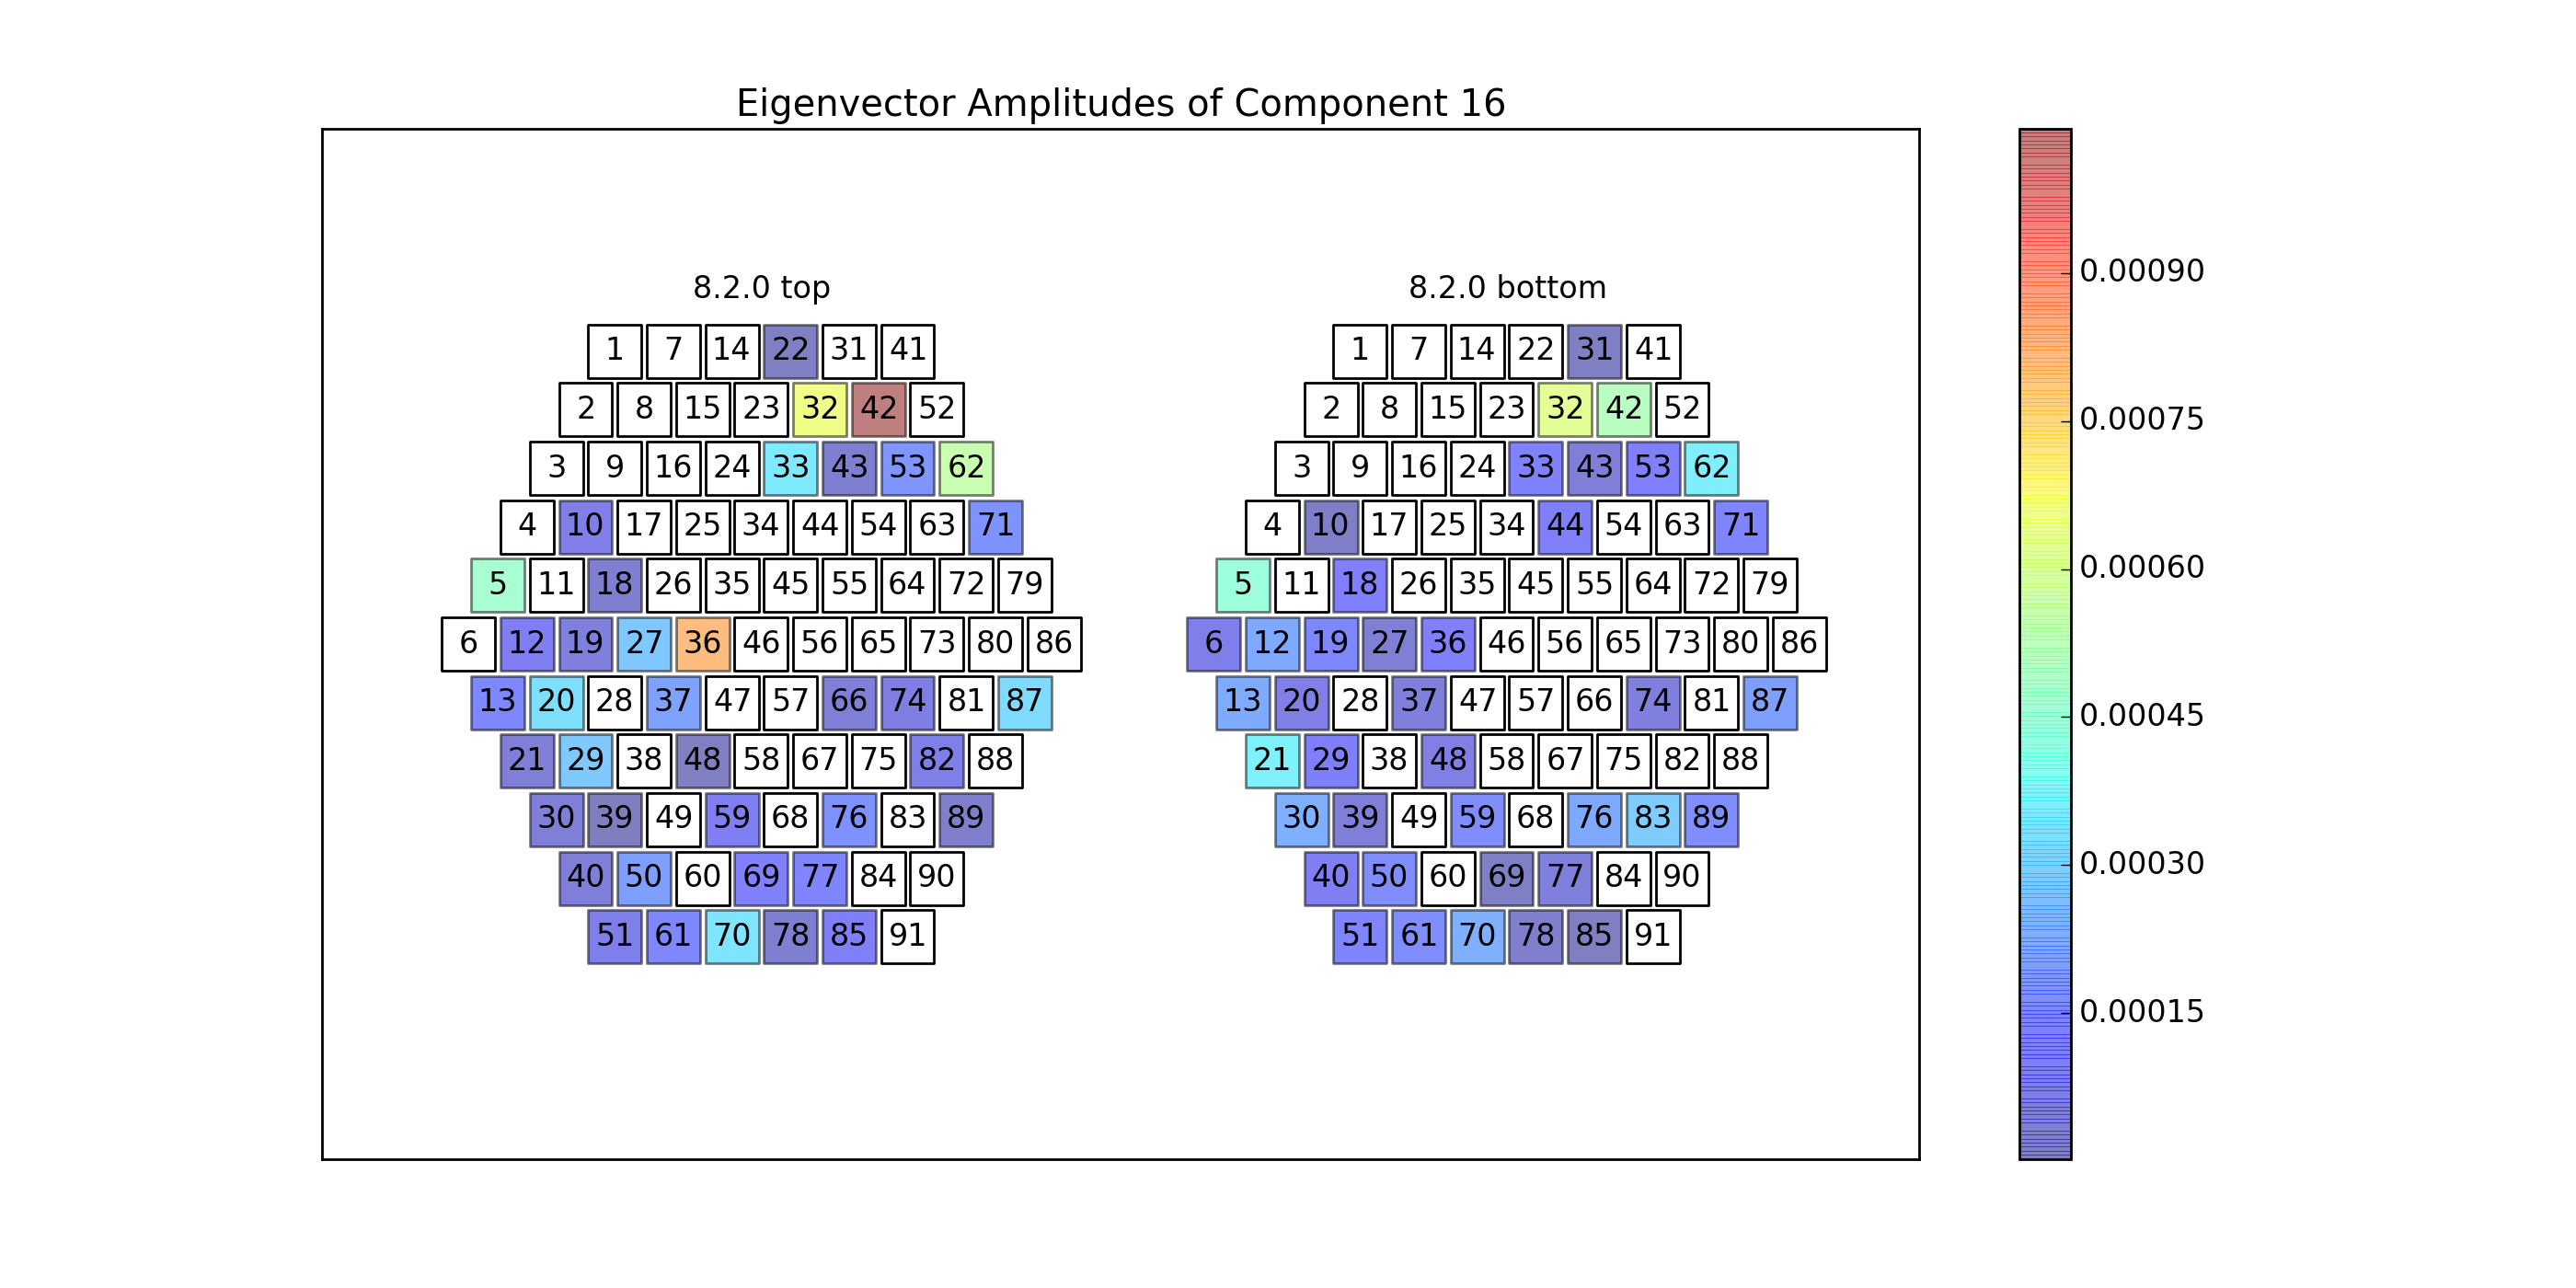 Eigenvector Amplitudes of Component 16
8.2.0 top
1 7 14 22 31 41
2 8 15 23 32 42 52
3 9 16 24 33 43 53 62
4 10 17 25 34 44 54 63 71
5 11 18 26 35 45 55 64 72 79
6 12 19 27 36 46 56 65 73 80 86
13 20 28 37 47 57 66 74 81 87
21 29 38 48 58 67 75 82 88
30 39 49 59 68 76 83 89
40 50 60 69 77 84 90
51 61 70 78 85 91
8.2.0 bottom
1 7 14 22 31 41
2 8 15 23 32 42 52
3 9 16 24 33 43 53 62
4 10 17 25 34 44 54 63 71
5 11 18 26 35 45 55 64 72 79
6 12 19 27 36 46 56 65 73 80 86
13 20 28 37 47 57 66 74 81 87
21 29 38 48 58 67 75 82 88
30 39 49 59 68 76 83 89
40 50 60 69 77 84 90
51 61 70 78 85 91
0.00090
0.00075
0.00060
0.00045
0.00030
0.00015